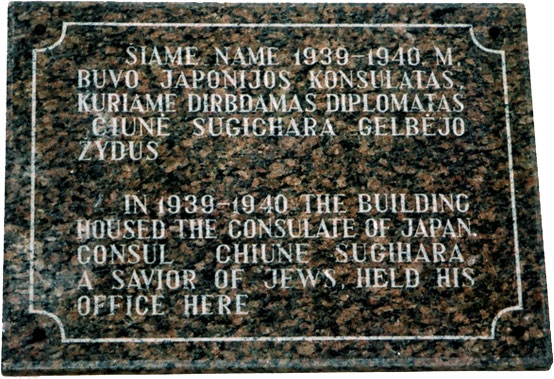 ŠIAME NAME 1939-1940. M.
BUVO JAPONIJOS KONSULATAS,
KURIAME DIRBDAMAS DIPLOMATAS
ČIUNĖ SUGICHARA GELBĖJO
ŽYDUS
IN 1939-1940 THE BUILDING
HOUSED THE CONSULATE OF JAPAN.
CONSUL CHIUNE SUGIHARA,
A SAVIOR OF JEWS, HELD HIS
OFFICE HERE